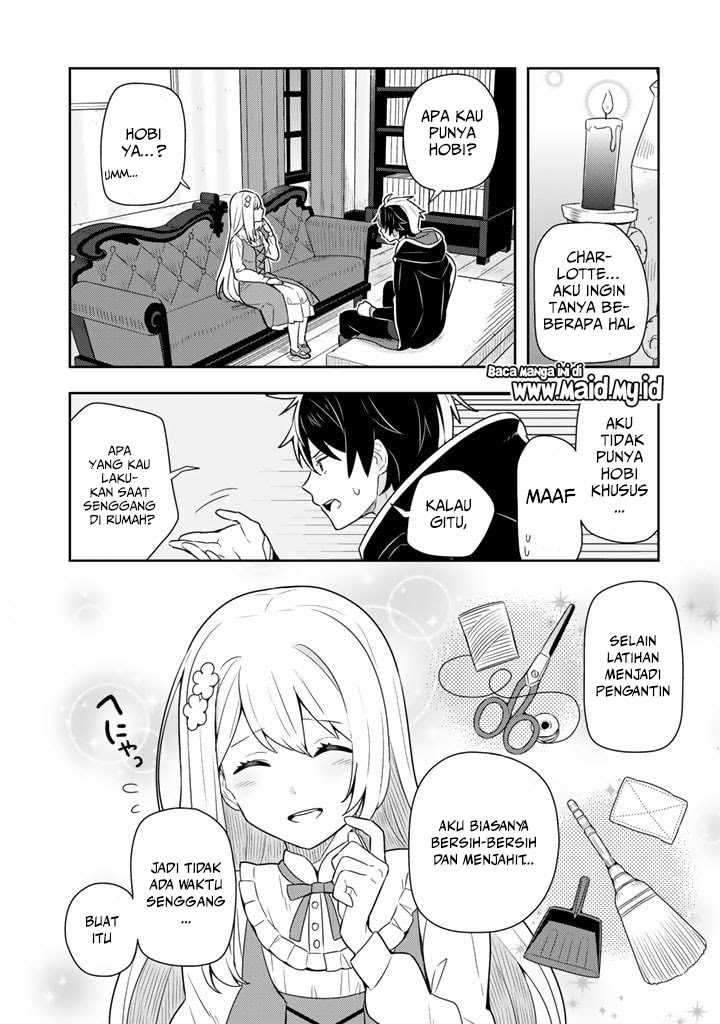 CHAR-
LOTTE...
AKU INGIN
TANYA BE-
BERAPA HAL
APA KAU
PUNYA
HOBI?
HOBI
YA...?
UMM...
Baca Manga ini di
www.Maid.My.id
AKU
TIDAK
PUNYA
HOBI
KHUSUS
...
MAAF
KALAU
GITU,
APA
YANG KAU
LAKU-
KAN SAAT
SENGGANG
DI RUMAH?
SELAIN
LATIHAN
MENJADI
PENGANTIN
AKU BIASANYA
BERSIH-BERSIH
DAN MENJAHIT..
へにゃっ
JADI TIDAK
ADA WAKTU
SENGGANG
...
BUAT
ITU